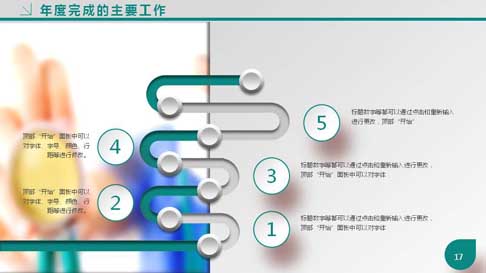 年度完成的主要工作
标题数字等都可以通过点击和重新输入
进行更改，顶部“开始”
5
顶部“开始”面板中可以
对字体、字号、颜色、行
距等进行修改。
4
标题数字等都可以通过点击和重新输入进行更改，
顶部“开始”面板中可以对字体
3
顶部“开始”面板中可以
对字体、字号、颜色、行
距等进行修改。
2
标题数字等都可以通过点击和重新输入进行更改，
顶部“开始”面板中可以对字体
1
17